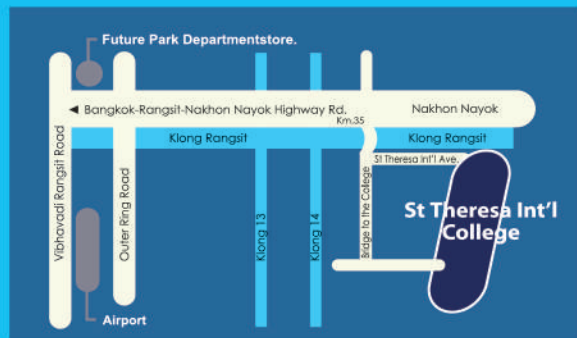 Future Park Departmentstore.
◄ Bangkok-Rangsit-Nakhon Nayok Highway Rd.
Nakhon Nayok
Km.35
Klong Rangsit
Klong Rangsit
St Theresa Int'l Ave.
Vibhavadi Rangsit Road
Outer Ring Road
Klong 13
Klong 14
Bridge to the College
St Theresa Int'l
College
Airport